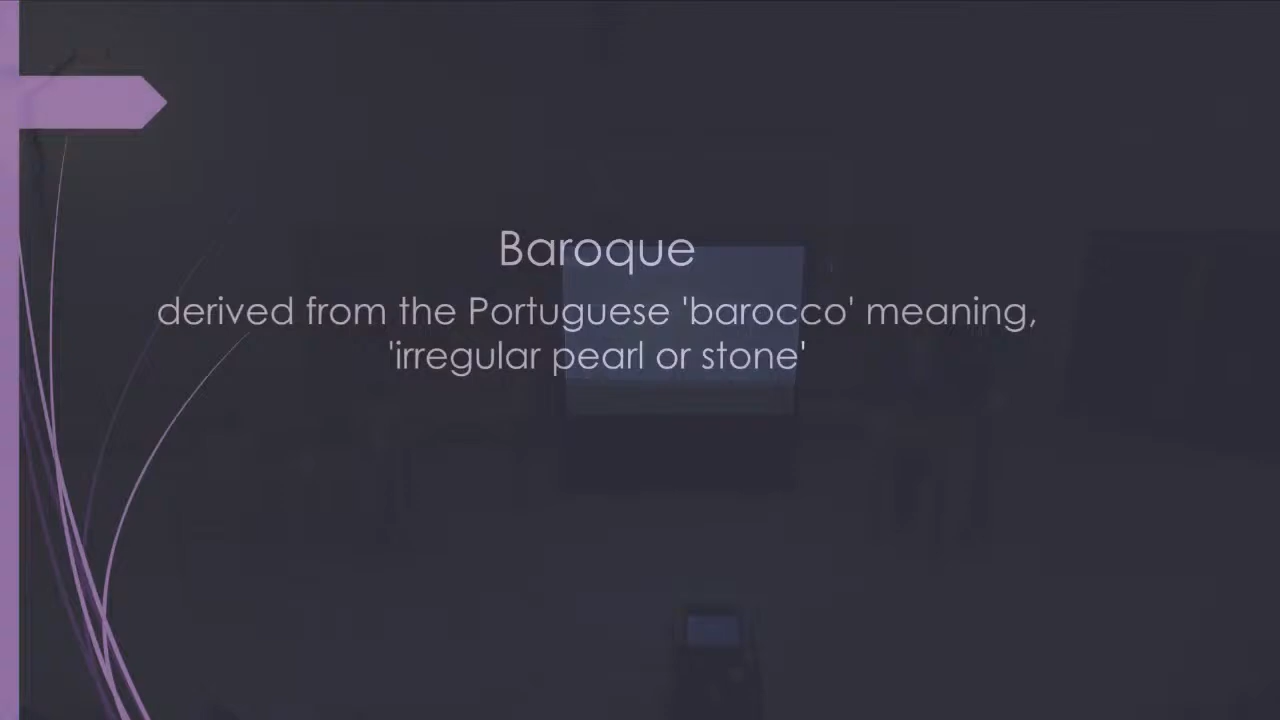 Baroque
derived from the Portuguese 'barocco' meaning,
'irregular pearl or stone'